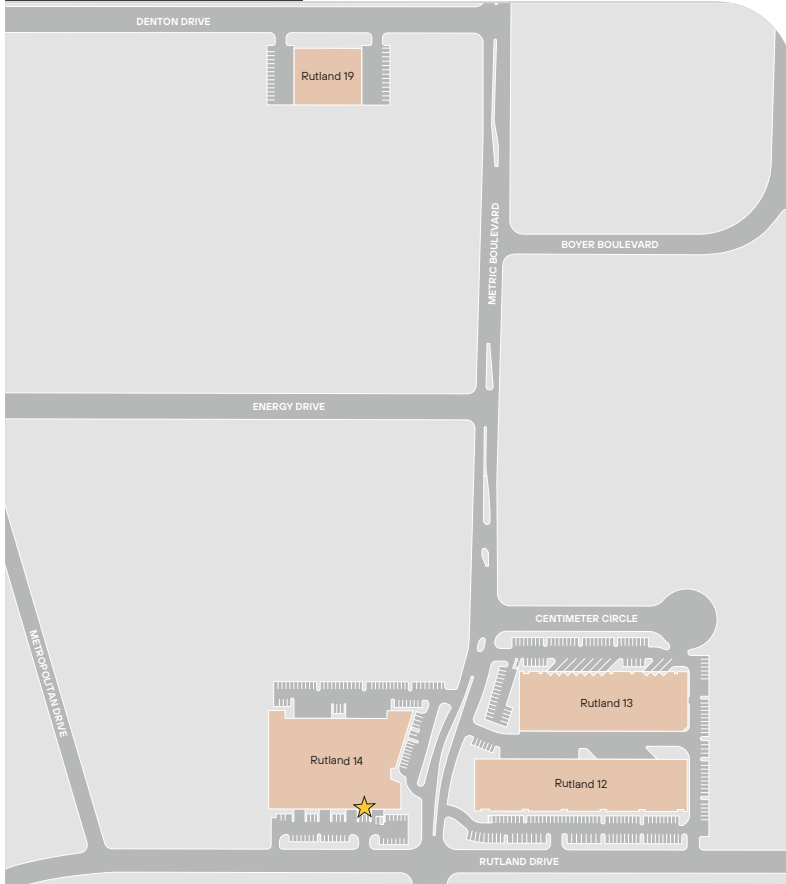 DENTON DRIVE
Rutland 19
METRIC BOULEVARD
BOYER BOULEVARD
ENERGY DRIVE
CENTIMETER CIRCLE
METROPOLITAN DRIVE
Rutland 13
Rutland 14
Rutland 12
RUTLAND DRIVE